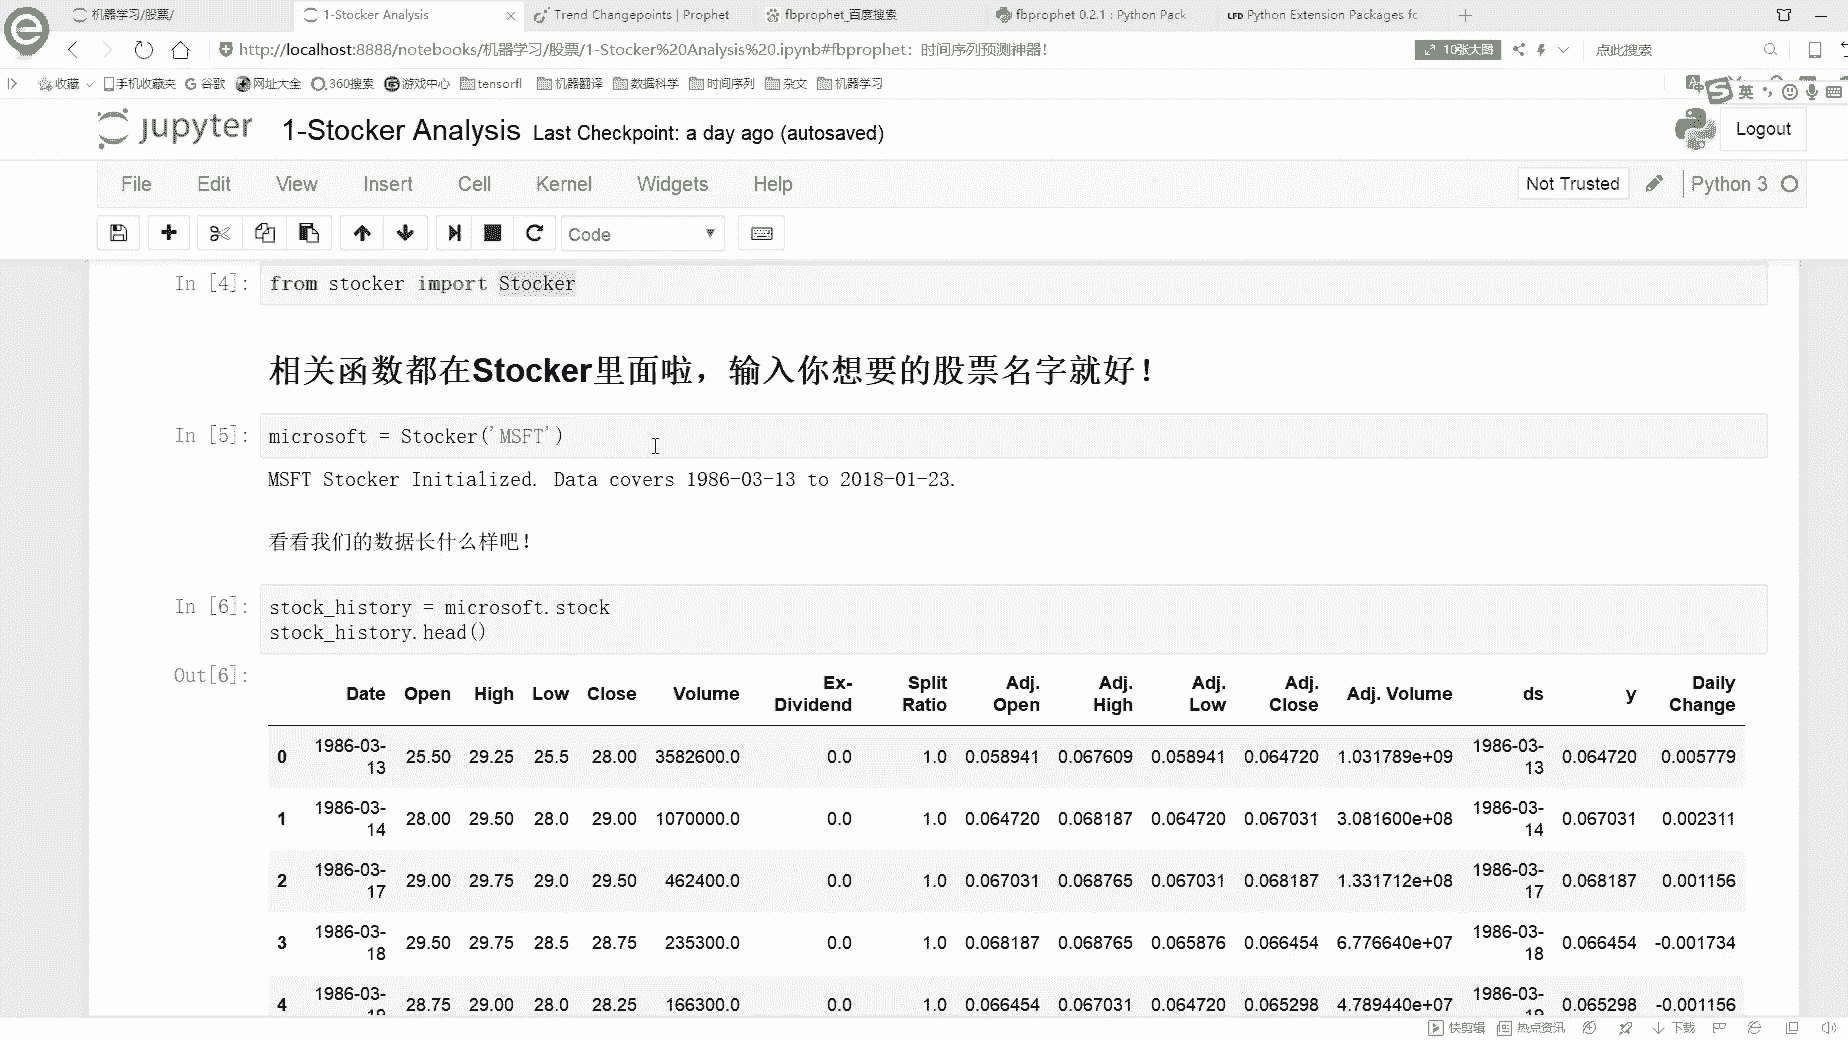 机器学习/股票/
1-Stocker Analysis
Trend Changepoints | Prophet
fbprophet_百度搜索
fbprophet 0.2.1 : Python Pack
LFD Python Extension Packages fc
http://localhost:8888/notebooks/机器学习/股票/1-Stocker%20Analysis%20.ipynb#fbprophet：时间序列预测神器！
10张大图
点此搜索
收藏
手机收藏夹
谷歌
网址大全
360搜索
游戏中心
tensorfl
机器翻译
数据科学
时间序列
杂文
机器学习
英
jupyter
1-Stocker Analysis
Last Checkpoint: a day ago (autosaved)
Logout
File Edit View Insert Cell Kernel Widgets Help
Not Trusted
Python 3
Code
In [4]: from stocker import Stocker
相关函数都在Stocker里面啦，输入你想要的股票名字就好！
In [5]: microsoft = Stocker('MSFT')
MSFT Stocker Initialized. Data covers 1986-03-13 to 2018-01-23.
看看我们的数据长什么样吧！
In [6]: stock_history = microsoft.stock
stock_history.head()
Out[6]:
Date Open High Low Close Volume Ex-Dividend Split Ratio Adj. Open Adj. High Adj. Low Adj. Close Adj. Volume ds y Daily Change
0 1986-03-13 25.50 29.25 25.5 28.00 3582600.0 0.0 1.0 0.058941 0.067609 0.058941 0.064720 1.031789e+09 1986-03-13 0.064720 0.005779
1 1986-03-14 28.00 29.50 28.0 29.00 1070000.0 0.0 1.0 0.064720 0.068187 0.064720 0.067031 3.081600e+08 1986-03-14 0.067031 0.002311
2 1986-03-17 29.00 29.75 29.0 29.50 462400.0 0.0 1.0 0.067031 0.068765 0.067031 0.068187 1.331712e+08 1986-03-17 0.068187 0.001156
3 1986-03-18 29.50 29.75 28.5 28.75 235300.0 0.0 1.0 0.068187 0.068765 0.065876 0.066454 6.776640e+07 1986-03-18 0.066454 -0.001734
4 1986-03-19 28.75 29.00 28.0 28.25 166300.0 0.0 1.0 0.066454 0.067031 0.064720 0.065298 4.789440e+07 1986-03-19 0.065298 -0.001156
快剪辑
热点资讯
下载